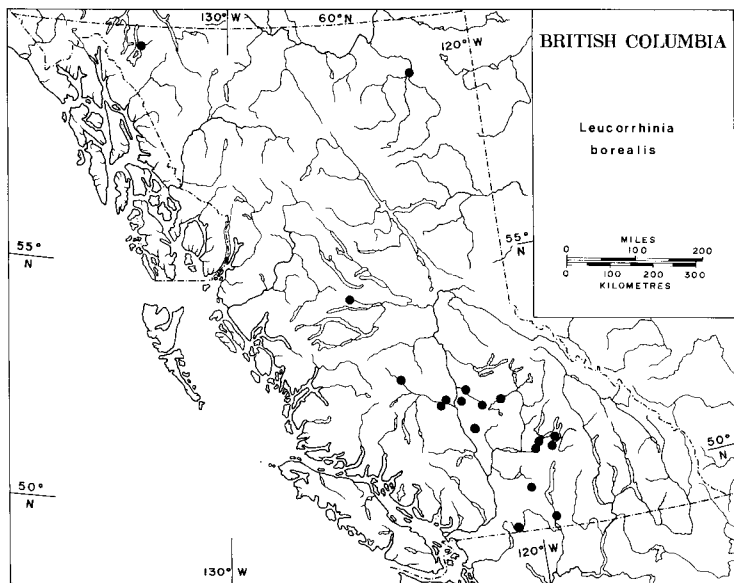 130° W
60° N
120° W
BRITISH COLUMBIA
Leucorrhinia
borealis
MILES
0 100 200
0 100 200 300
KILOMETRES
55°
N
55°
N
50°
N
50°
N
130° W
120° W